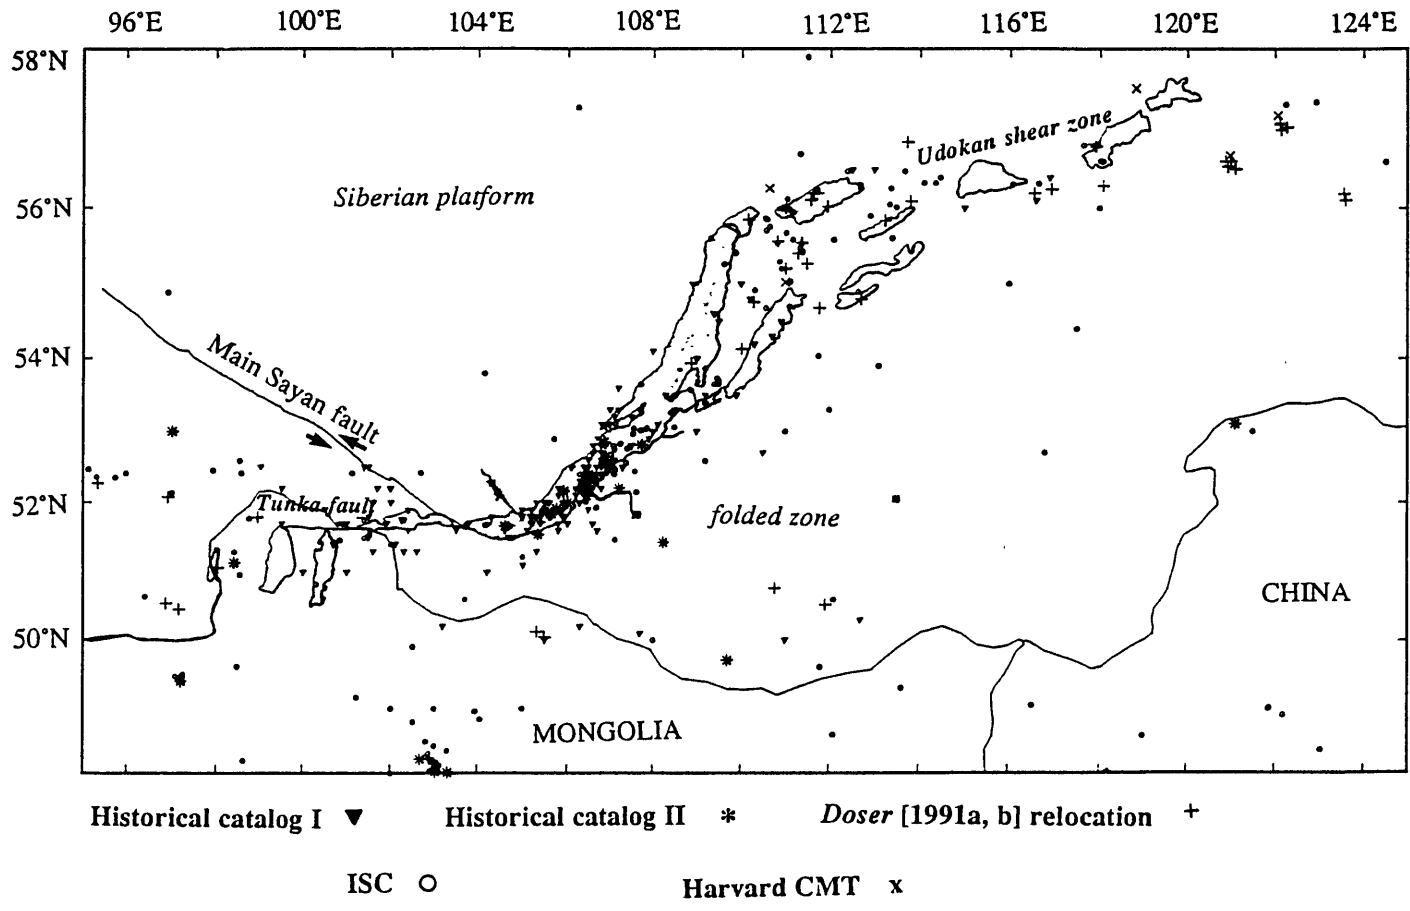 96°E 100°E 104°E 108°E 112°E 116°E 120°E 124°E
58°N
Udokan shear zone
Siberian platform
56°N
Main Sayan fault
54°N
Tunka fault
52°N
folded zone
CHINA
50°N
MONGOLIA
Historical catalog I ▼ Historical catalog II * Doser [1991a, b] relocation +
ISC O Harvard CMT x